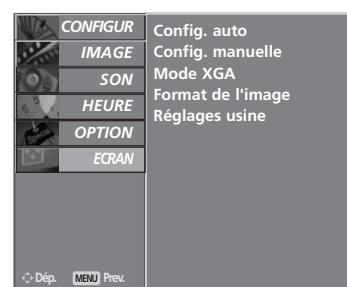 CONFIGUR
IMAGE
SON
HEURE
OPTION
ECRAN
Config. auto
Config. manuelle
Mode XGA
Format de l'image
Réglages usine
Dép. MENU Prev.